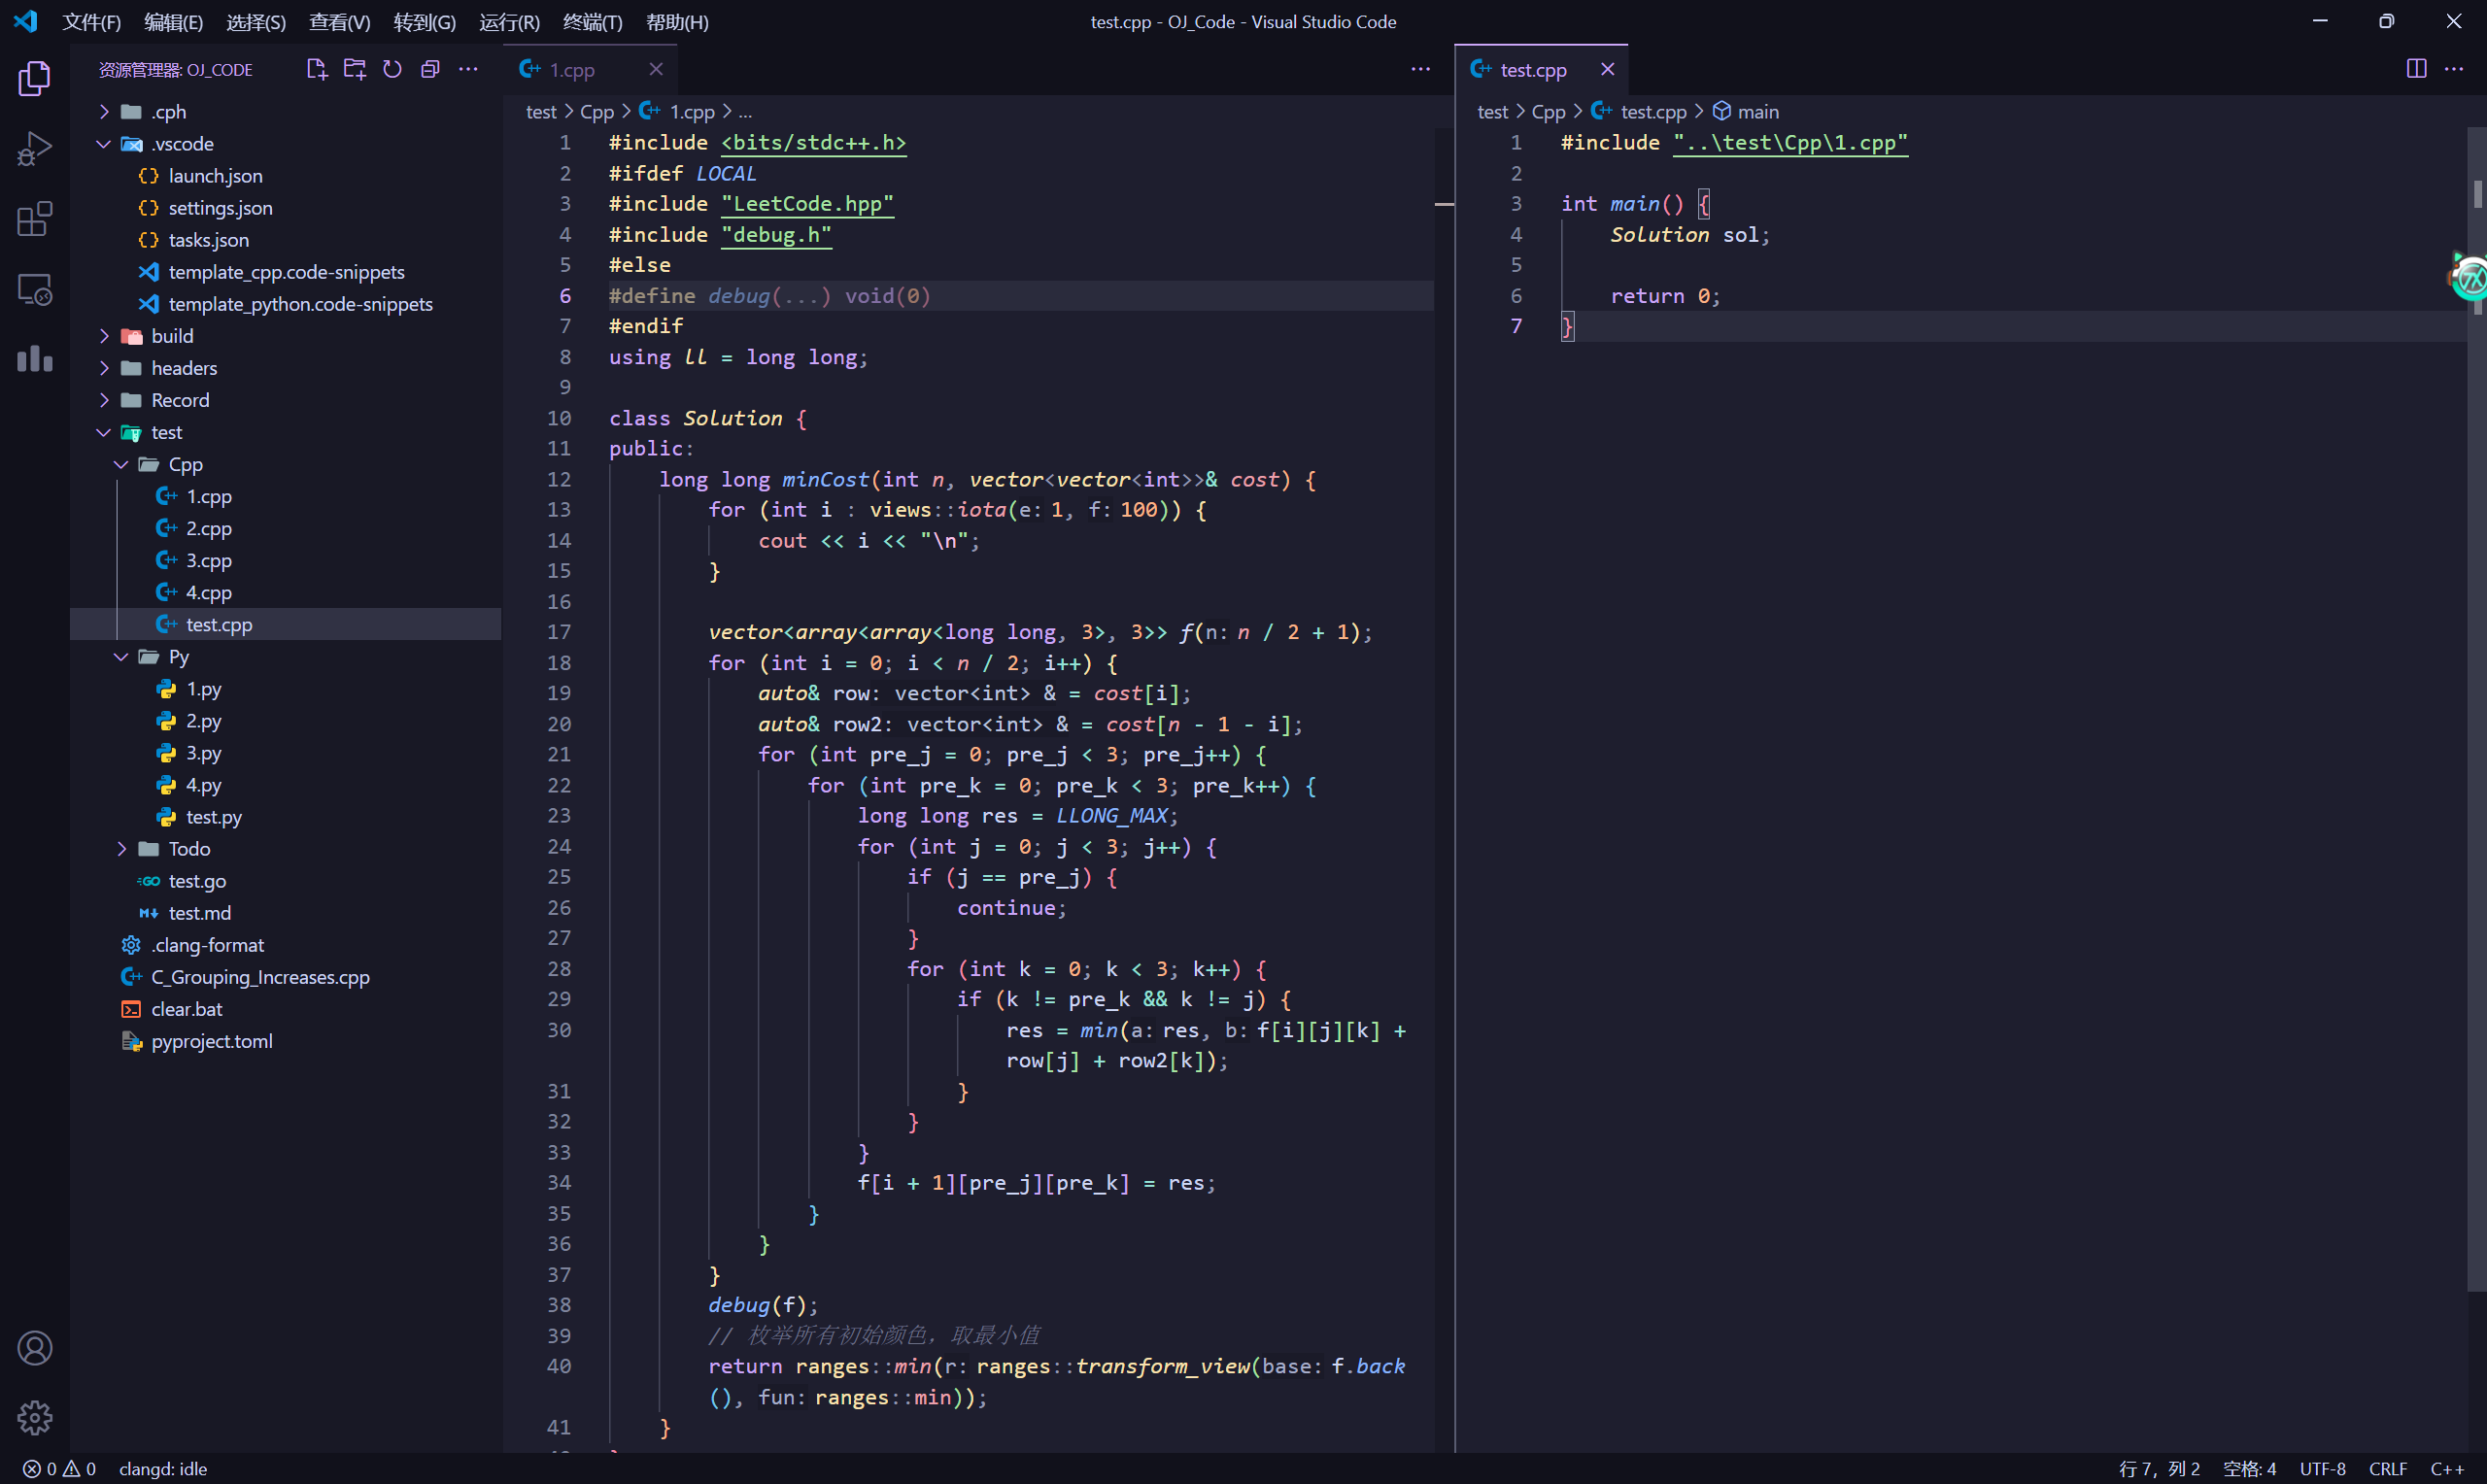 文件(F) 编辑(E) 选择(S) 查看(V) 转到(G) 运行(R) 终端(T) 帮助(H)
test.cpp - OJ_Code - Visual Studio Code
资源管理器: OJ_CODE
.cph
.vscode
launch.json
settings.json
tasks.json
template_cpp.code-snippets
template_python.code-snippets
build
headers
Record
test
Cpp
1.cpp
2.cpp
3.cpp
4.cpp
test.cpp
Py
1.py
2.py
3.py
4.py
test.py
Todo
test.go
test.md
.clang-format
C_Grouping_Increases.cpp
clear.bat
pyproject.toml
1.cpp
test > Cpp > 1.cpp > ...
1 #include <bits/stdc++.h>
2 #ifdef LOCAL
3 #include "LeetCode.hpp"
4 #include "debug.h"
5 #else
6 #define debug(...) void(0)
7 #endif
8 using ll = long long;
9
10 class Solution {
11 public:
12 long long minCost(int n, vector<vector<int>>& cost) {
13 for (int i : views::iota(e: 1, f: 100)) {
14 cout << i << "\n";
15 }
16
17 vector<array<array<long long, 3>, 3>> f(n: n / 2 + 1);
18 for (int i = 0; i < n / 2; i++) {
19 auto& row: vector<int> & = cost[i];
20 auto& row2: vector<int> & = cost[n - 1 - i];
21 for (int pre_j = 0; pre_j < 3; pre_j++) {
22 for (int pre_k = 0; pre_k < 3; pre_k++) {
23 long long res = LLONG_MAX;
24 for (int j = 0; j < 3; j++) {
25 if (j == pre_j) {
26 continue;
27 }
28 for (int k = 0; k < 3; k++) {
29 if (k != pre_k && k != j) {
30 res = min(a: res, b: f[i][j][k] +
row[j] + row2[k]);
31 }
32 }
33 }
34 f[i + 1][pre_j][pre_k] = res;
35 }
36 }
37 }
38 debug(f);
39 // 枚举所有初始颜色，取最小值
40 return ranges::min(r: ranges::transform_view(base: f.back
(), fun: ranges::min));
41 }
test.cpp
test > Cpp > test.cpp > main
1 #include "..\test\Cpp\1.cpp"
2
3 int main() {
4 Solution sol;
5
6 return 0;
7 }
0 0 clangd: idle
行 7，列 2 空格: 4 UTF-8 CRLF C++